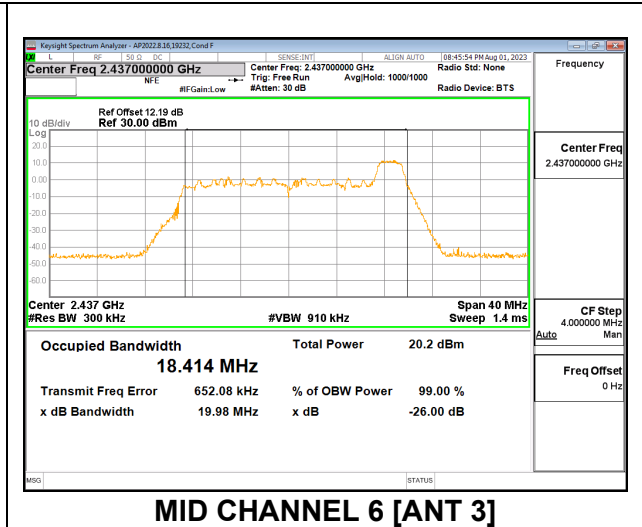 Keysight Spectrum Analyzer - AP2022.8.16,19232,Cond F
L RF 50 Ω DC SENSE:INT ALIGN AUTO 08:45:54 PM Aug 01, 2023
Center Freq 2.437000000 GHz Center Freq: 2.437000000 GHz Radio Std: None Frequency
NFE Trig: Free Run Avg|Hold: 1000/1000
#IFGain:Low #Atten: 30 dB Radio Device: BTS
Ref Offset 12.19 dB
10 dB/div Ref 30.00 dBm
Log
20.0
10.0
0.00
-10.0
-20.0
-30.0
-40.0
-50.0
-60.0
Center Freq
2.437000000 GHz
Center 2.437 GHz Span 40 MHz
#Res BW 300 kHz #VBW 910 kHz Sweep 1.4 ms
CF Step
4.000000 MHz
Auto Man
Occupied Bandwidth Total Power 20.2 dBm
18.414 MHz
Freq Offset
0 Hz
Transmit Freq Error 652.08 kHz % of OBW Power 99.00 %
x dB Bandwidth 19.98 MHz x dB -26.00 dB
MSG STATUS
MID CHANNEL 6 [ANT 3]